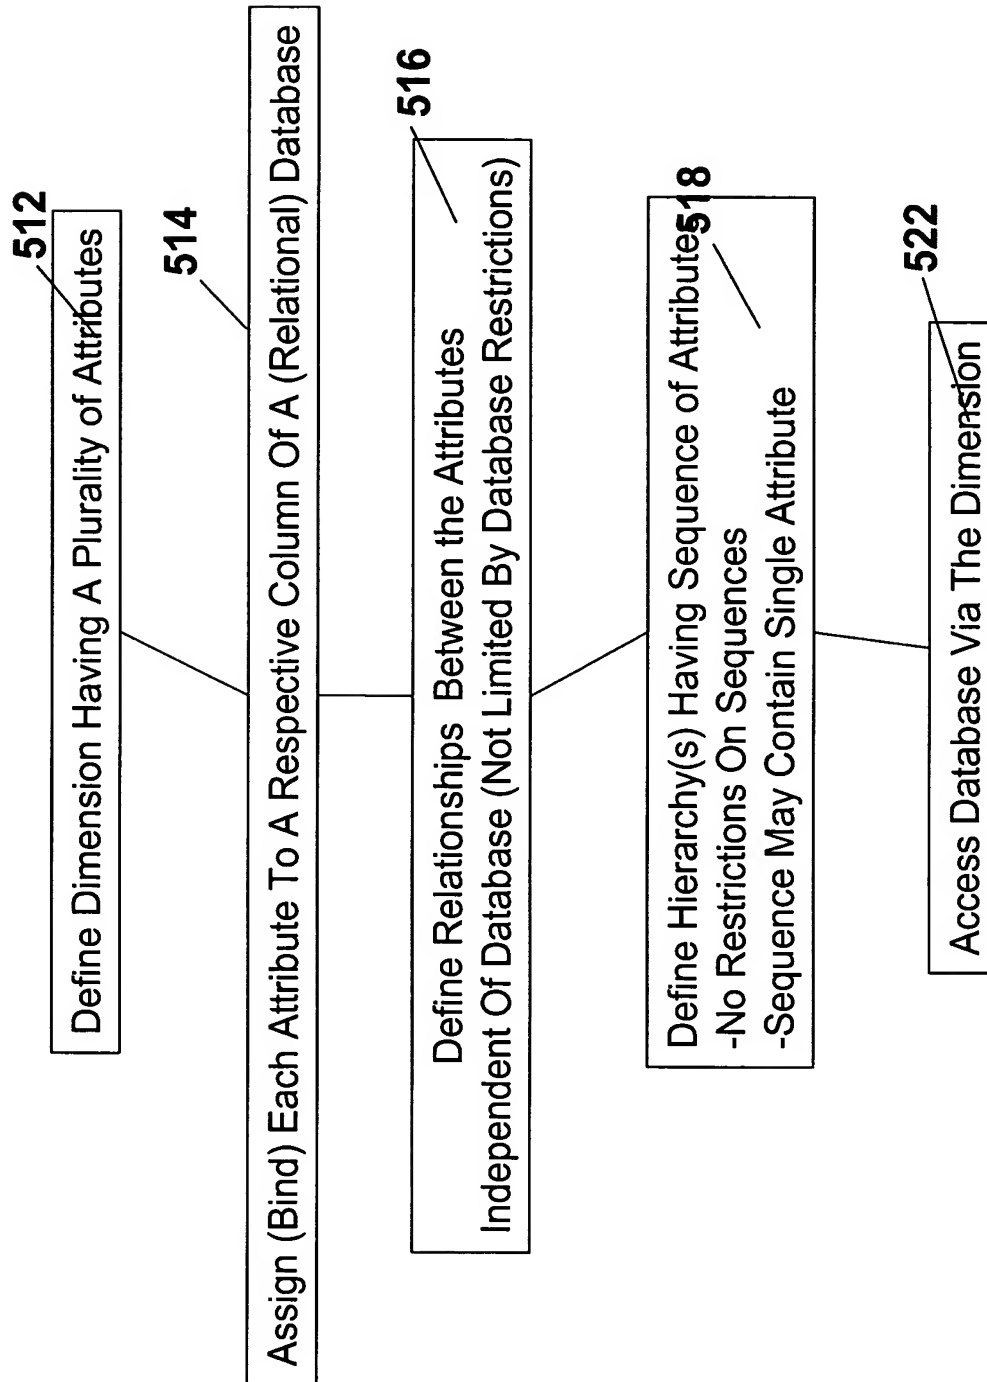 512
Define Dimension Having A Plurality of Attributes
514
Assign (Bind) Each Attribute To A Respective Column Of A (Relational) Database
516
Define Relationships Between the Attributes
Independent Of Database (Not Limited By Database Restrictions)
518
Define Hierarchy(s) Having Sequence of Attributes
-No Restrictions On Sequences
-Sequence May Contain Single Attribute
522
Access Database Via The Dimension